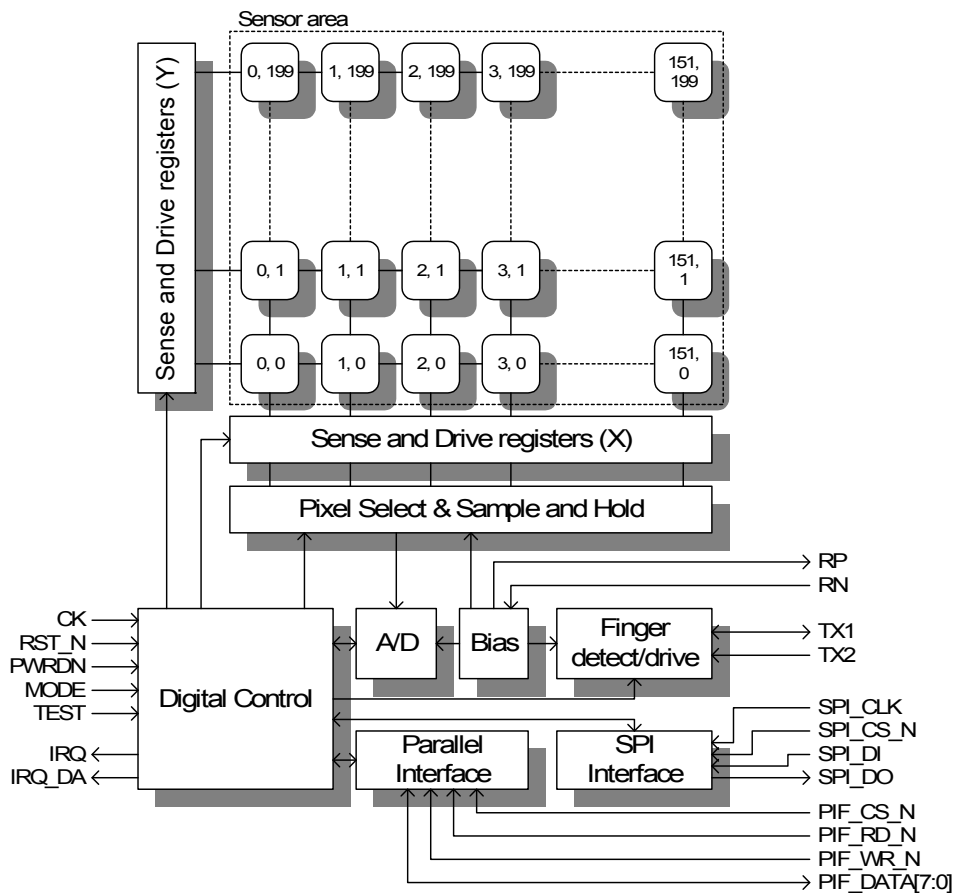 Sensor area
Sense and Drive registers (Y)
0, 199
1, 199
2, 199
3, 199
151,
199
0, 1
1, 1
2, 1
3, 1
151,
1
0, 0
1, 0
2, 0
3, 0
151,
0
Sense and Drive registers (X)
Pixel Select & Sample and Hold
RP
RN
CK
RST_N
PWRDN
MODE
TEST
IRQ
IRQ_DA
Digital Control
A/D
Bias
Finger
detect/drive
TX1
TX2
Parallel
Interface
SPI
Interface
SPI_CLK
SPI_CS_N
SPI_DI
SPI_DO
PIF_CS_N
PIF_RD_N
PIF_WR_N
PIF_DATA[7:0]